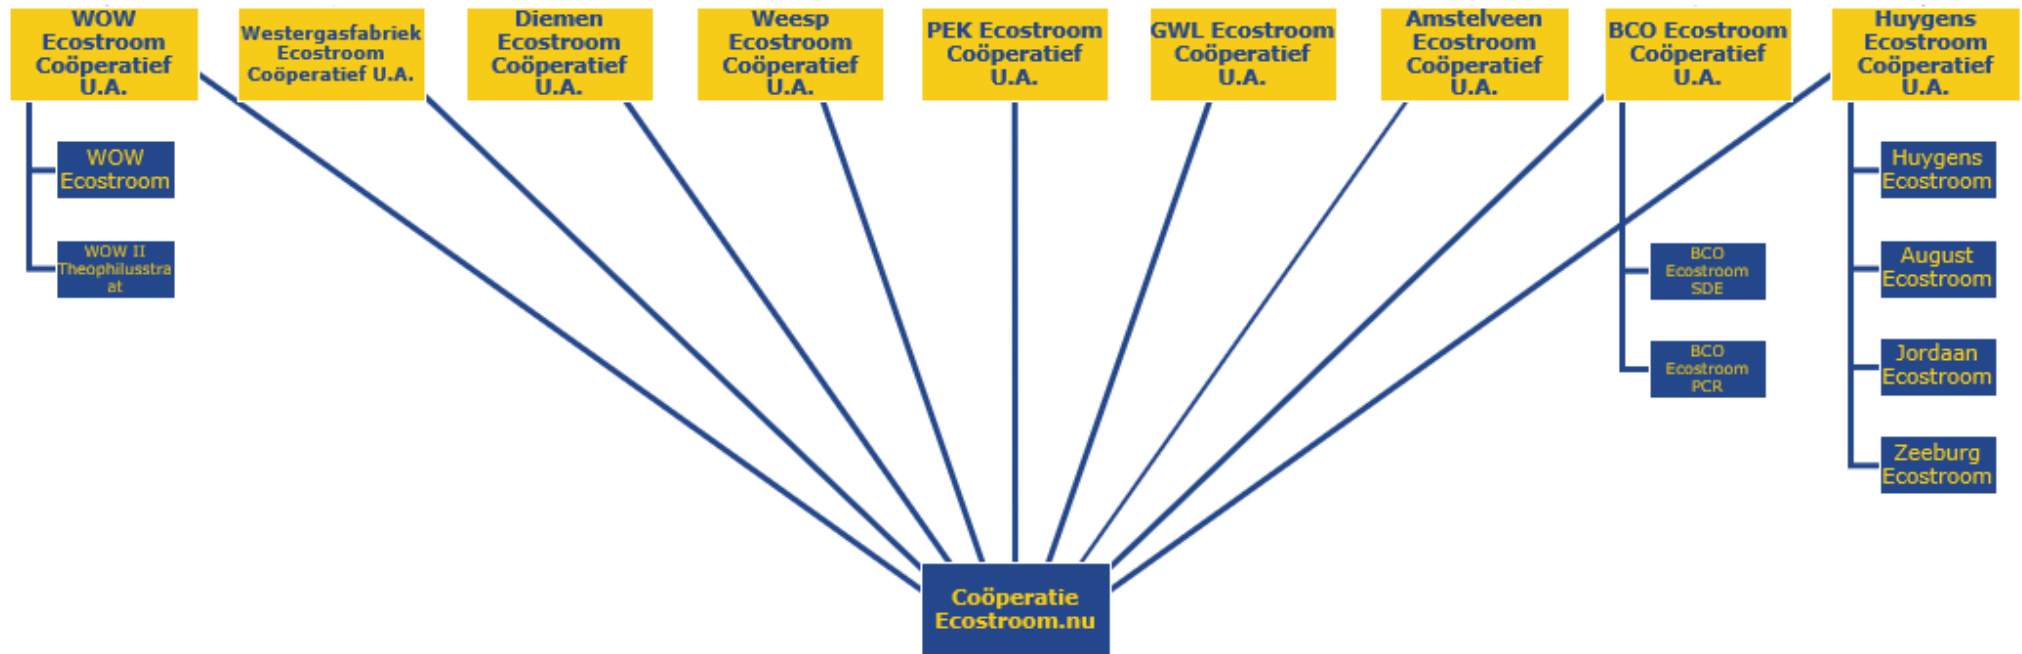 WOW
Ecostroom
Coöperatief
U.A.
Westergasfabriek
Ecostroom
Coöperatief U.A.
Diemen
Ecostroom
Coöperatief
U.A.
Weesp
Ecostroom
Coöperatief
U.A.
PEK Ecostroom
Coöperatief
U.A.
GWL Ecostroom
Coöperatief
U.A.
Amstelveen
Ecostroom
Coöperatief
U.A.
BCO Ecostroom
Coöperatief
U.A.
Huygens
Ecostroom
Coöperatief
U.A.
WOW
Ecostroom
WOW II
Theophilusstra
at
BCO
Ecostroom
SDE
BCO
Ecostroom
PCR
Huygens
Ecostroom
August
Ecostroom
Jordaan
Ecostroom
Zeeburg
Ecostroom
Coöperatie
Ecostroom.nu